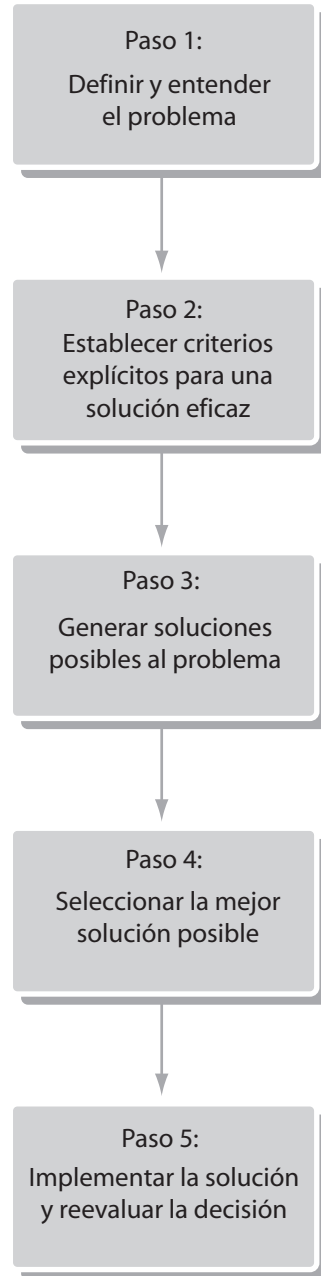 Paso 1:
Definir y entender
el problema
Paso 2:
Establecer criterios
explícitos para una
solución eficaz
Paso 3:
Generar soluciones
posibles al problema
Paso 4:
Seleccionar la mejor
solución posible
Paso 5:
Implementar la solución
y reevaluar la decisión